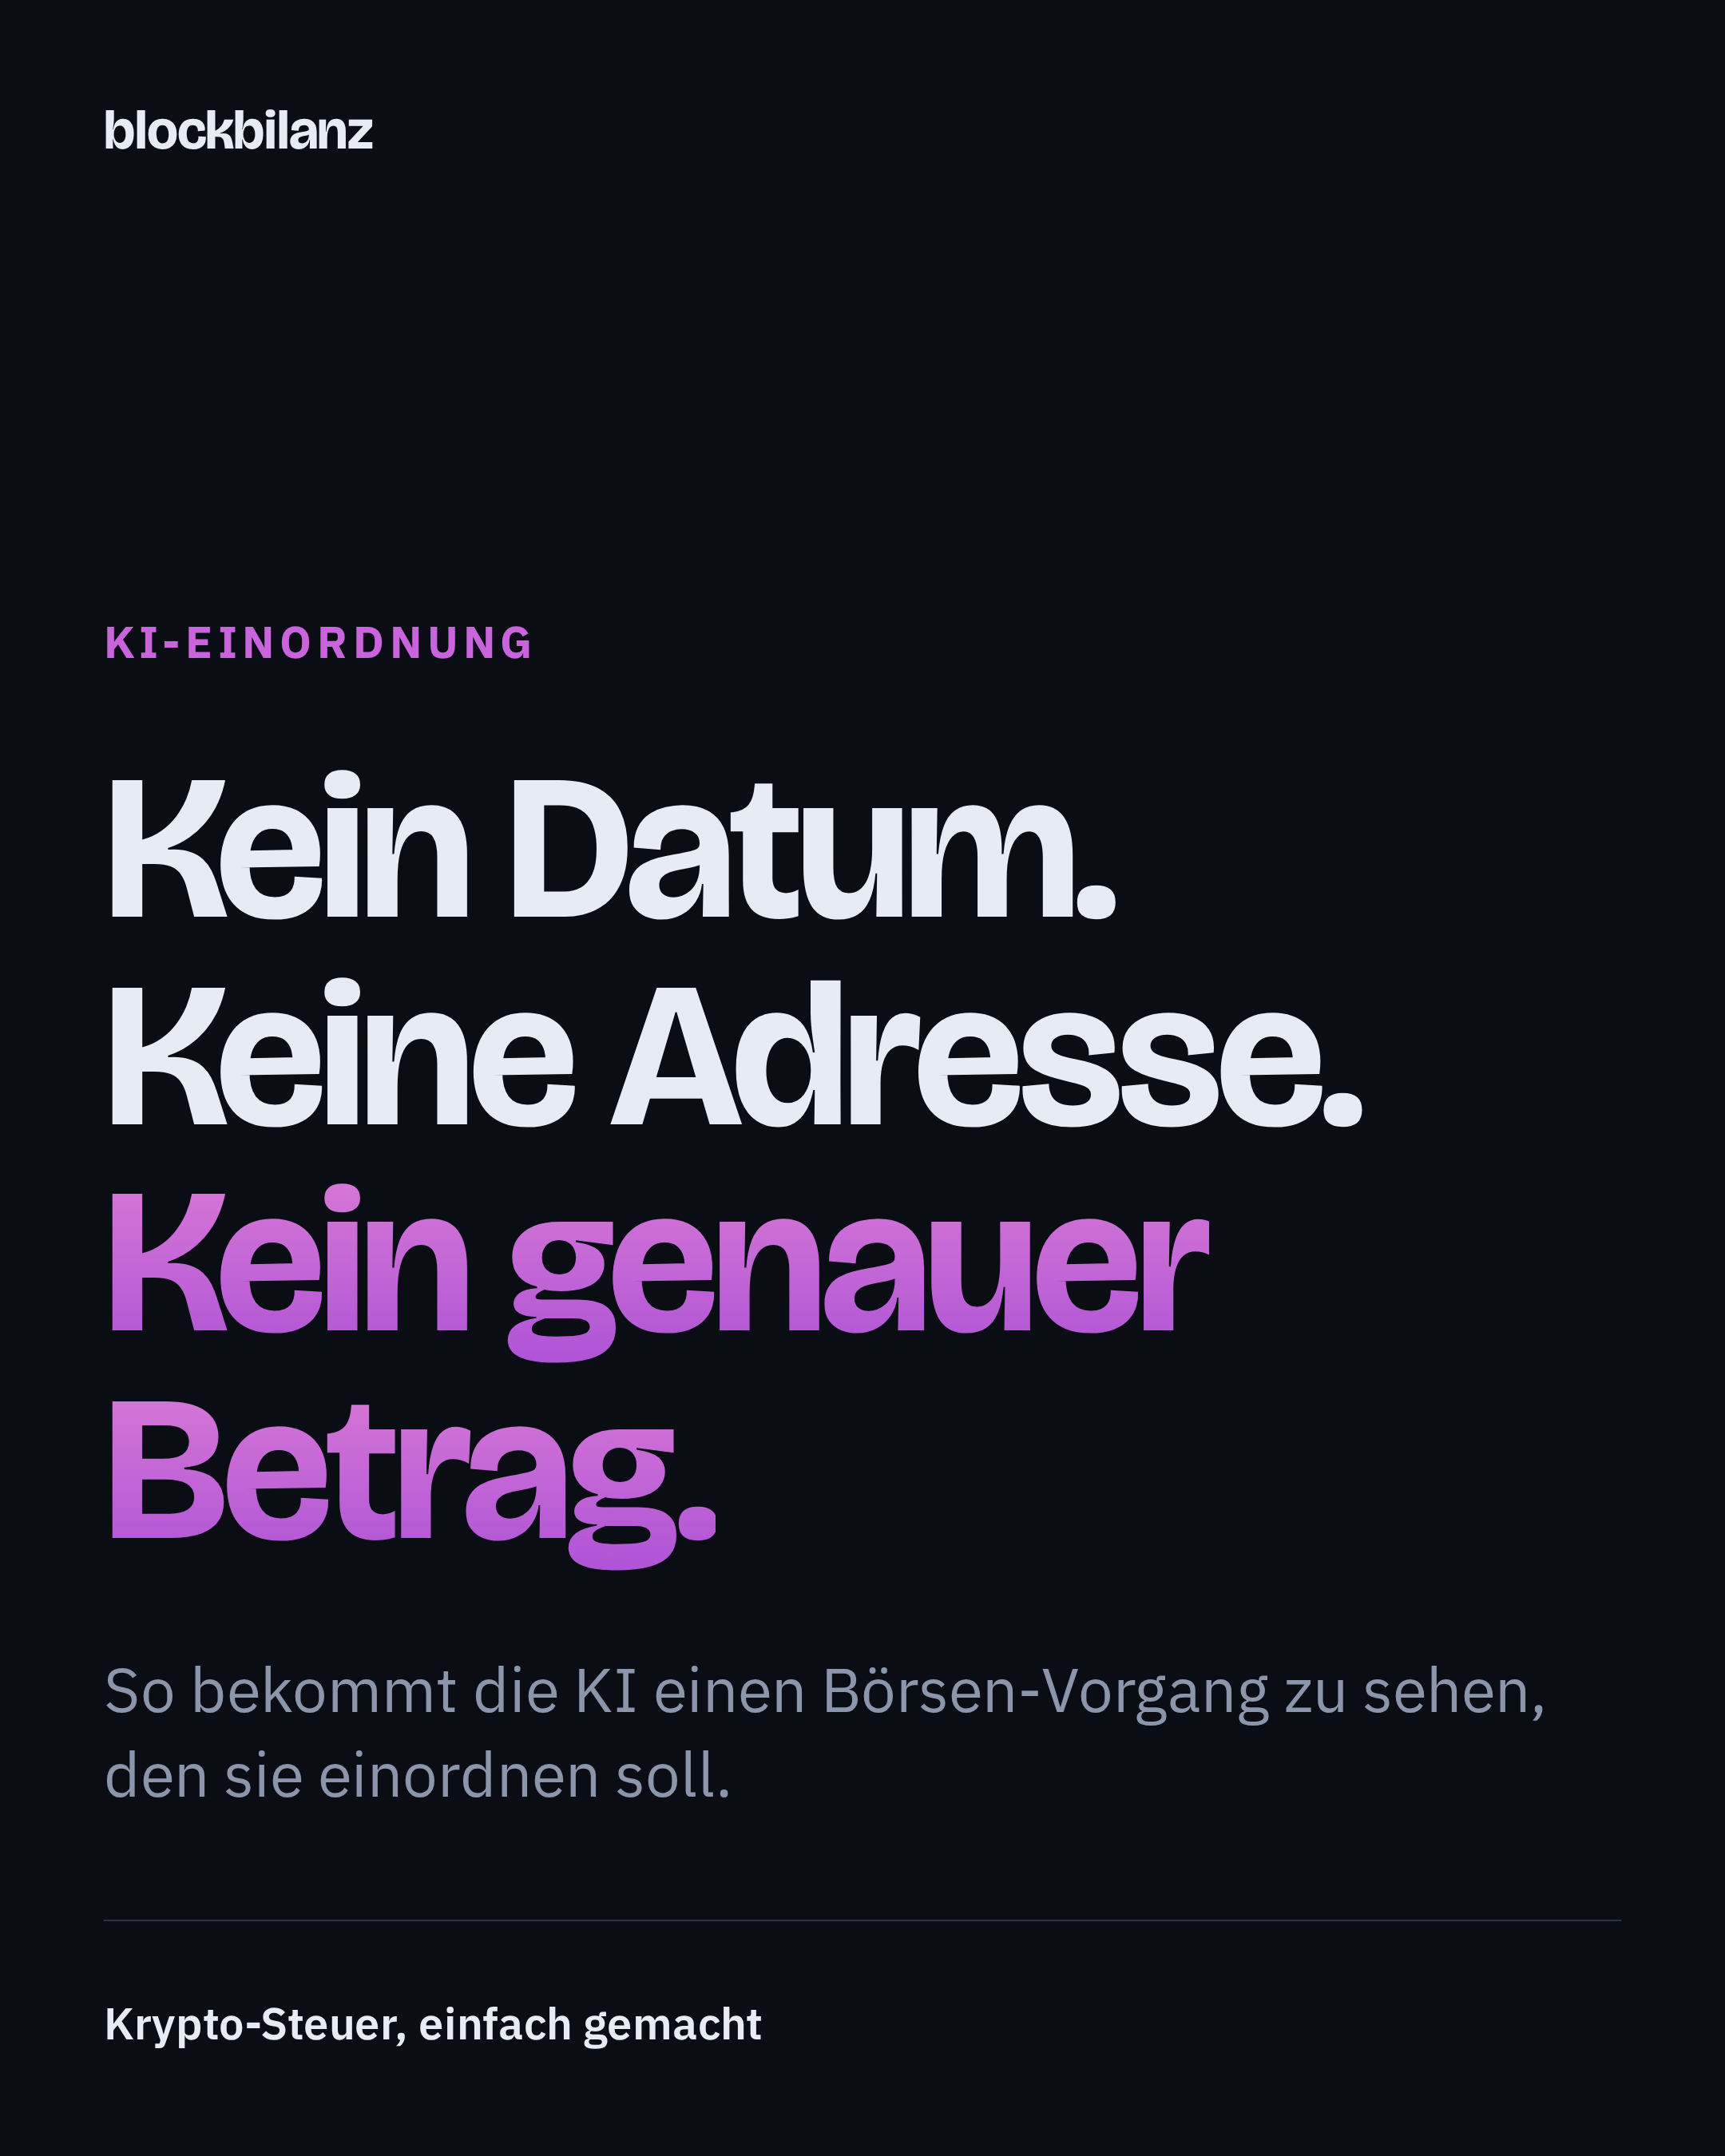 blockbilanz
KI-EINORDNUNG
Kein Datum.
Keine Adresse.
Kein genauer
Betrag.
So bekommt die KI einen Börsen-Vorgang zu sehen,
den sie einordnen soll.
Krypto-Steuer, einfach gemacht